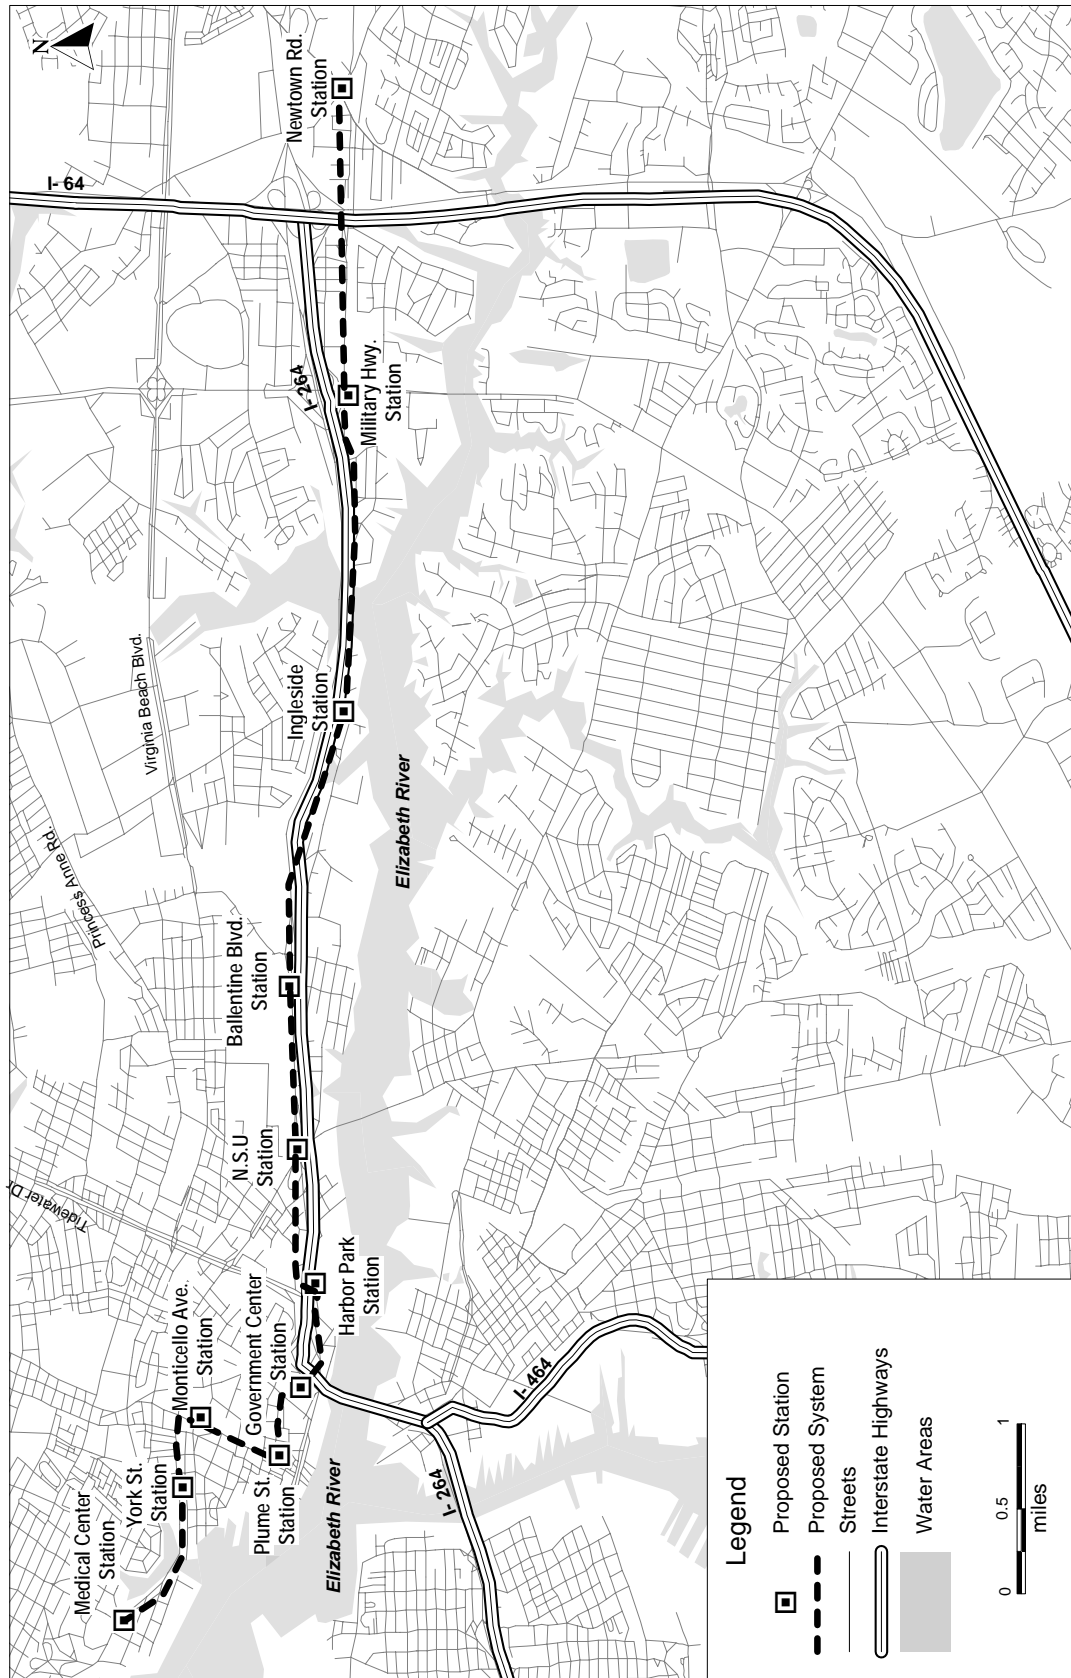 N
Newtown Rd.
Station
I- 64
I- 264
Military Hwy.
Station
Virginia Beach Blvd.
Ingleside
Station
Elizabeth River
Princess Anne Rd.
Ballentine Blvd.
Station
N.S.U
Station
Tidewater Dr
Harbor Park
Station
Government Center
Station
Monticello Ave.
Station
Plume St.
Station
York St.
Station
Medical Center
Station
Elizabeth River
I- 264
I- 464
Legend
Proposed Station
Proposed System
Streets
Interstate Highways
Water Areas
0 0.5 1
miles